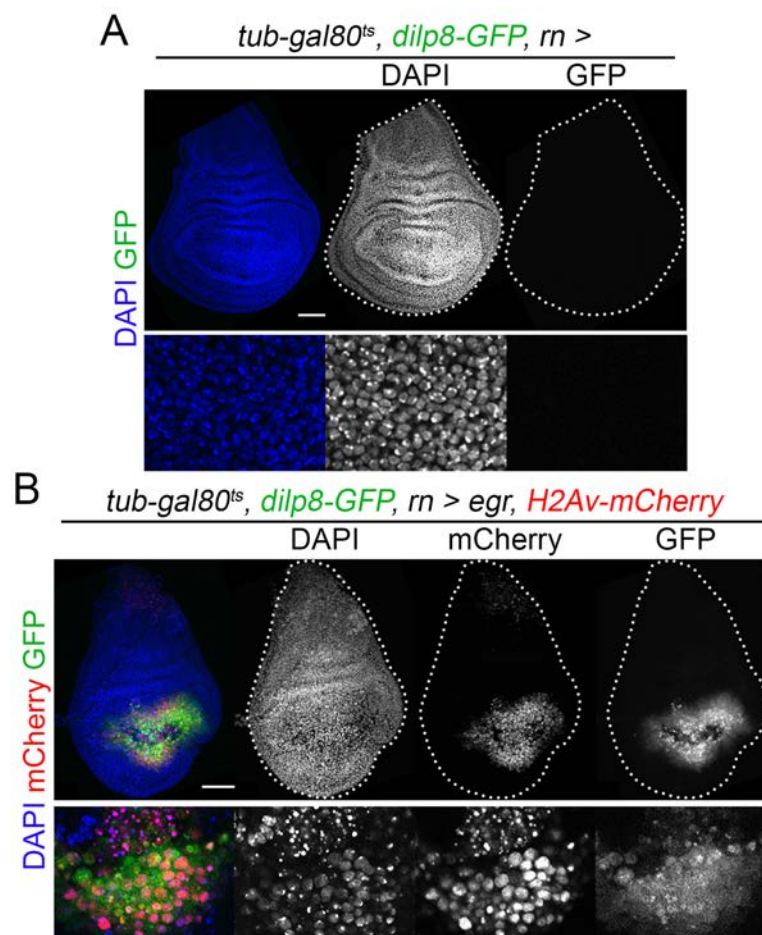 A
tub-gal80ts, dilp8-GFP, rn >
DAPI GFP
DAPI GFP
B
tub-gal80ts, dilp8-GFP, rn > egr, H2Av-mCherry
DAPI mCherry GFP
DAPI mCherry GFP